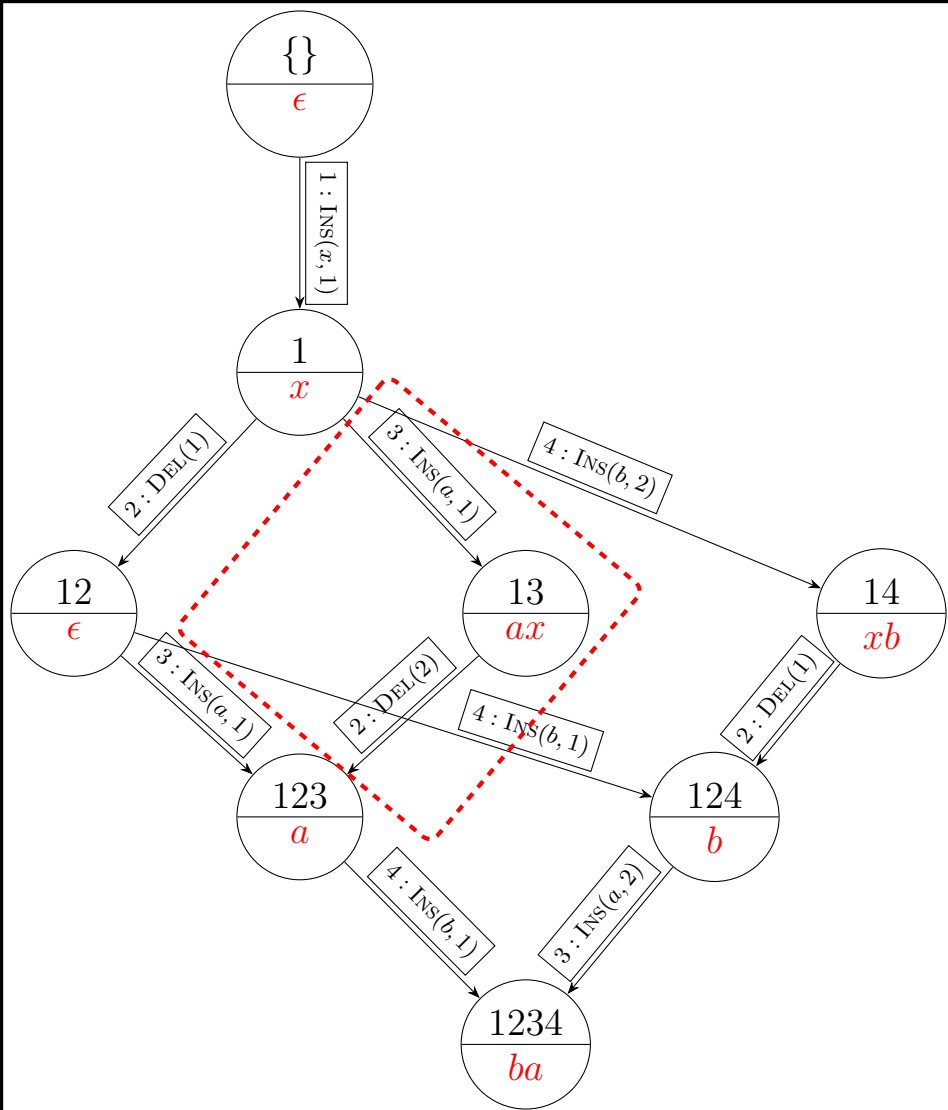 {}
ϵ
1 : INS(x, 1)
1
x
2 : DEL(1)
3 : INS(a, 1)
4 : INS(b, 2)
12
ϵ
13
ax
14
xb
3 : INS(a, 1)
2 : DEL(2)
4 : INS(b, 1)
2 : DEL(1)
123
a
124
b
4 : INS(b, 1)
3 : INS(a, 2)
1234
ba